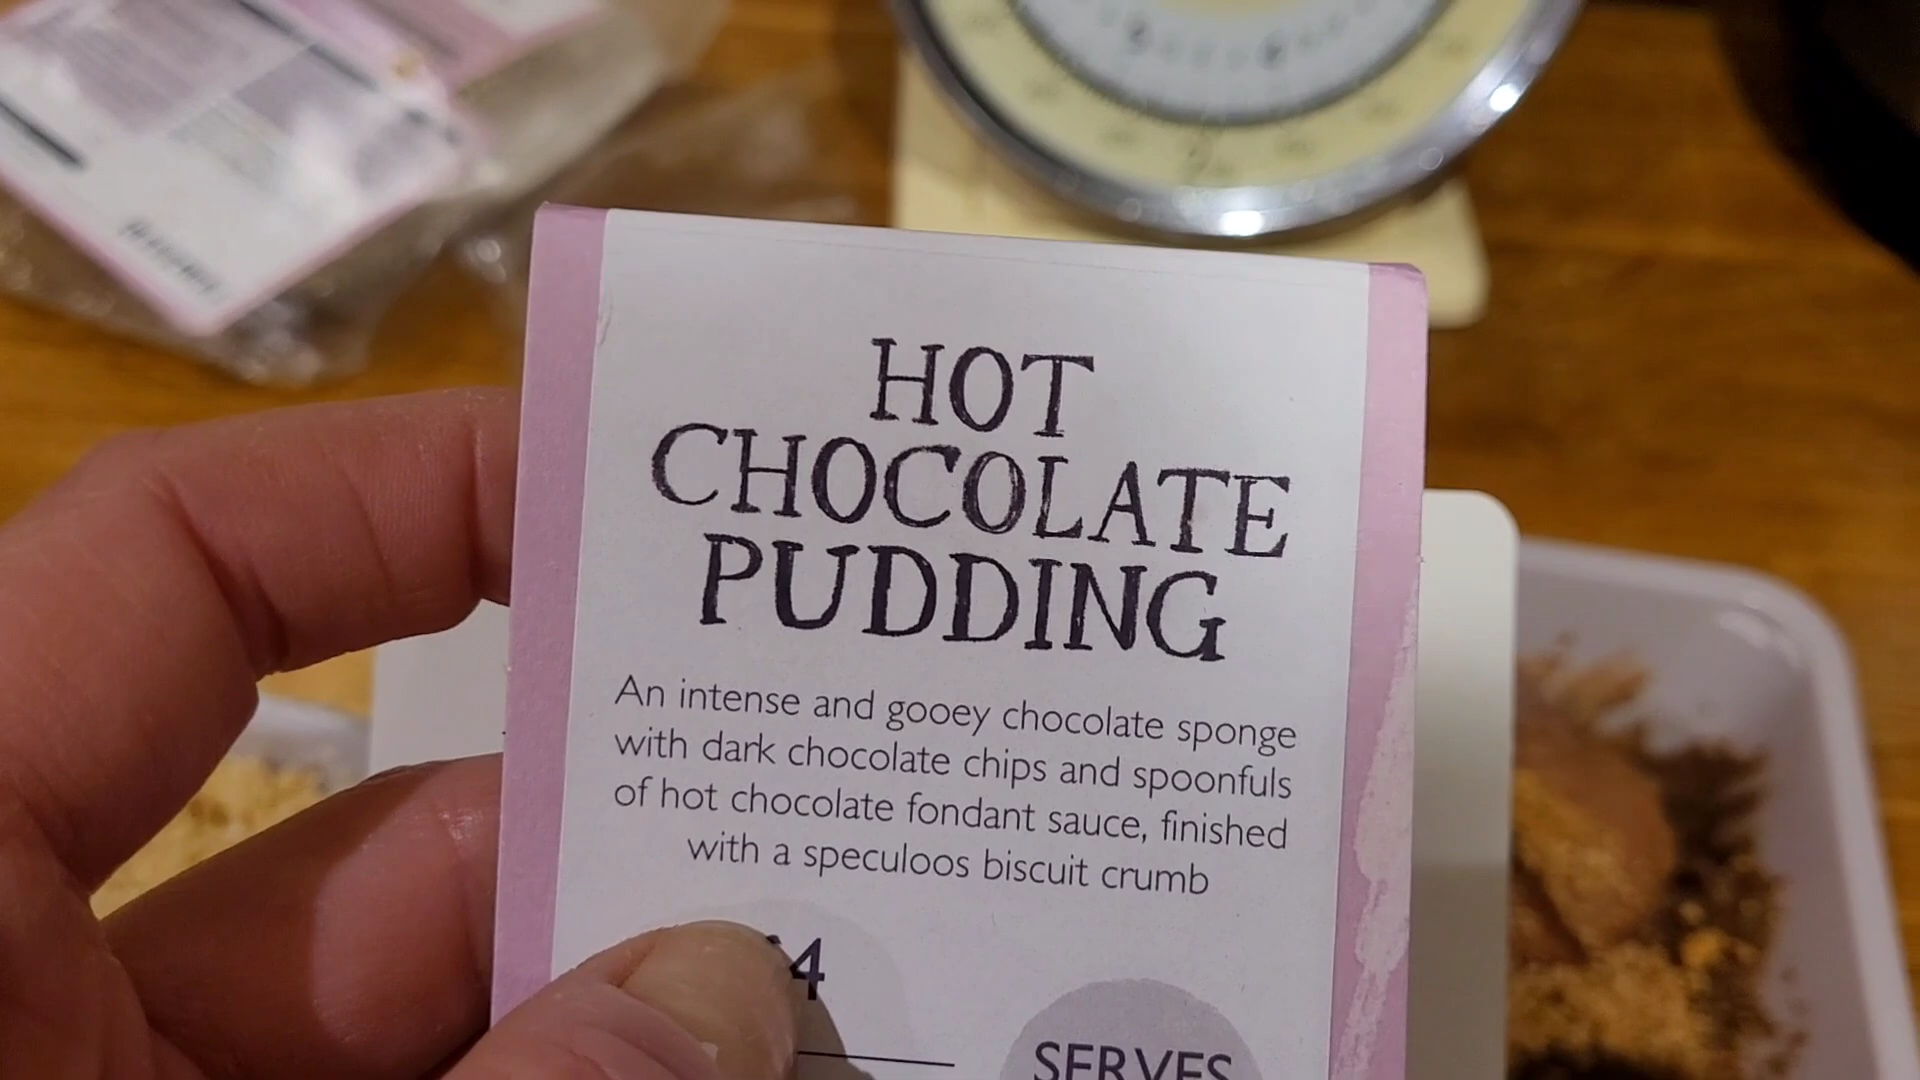 HOT
CHOCOLATE
PUDDING
An intense and gooey chocolate sponge
with dark chocolate chips and spoonfuls
of hot chocolate fondant sauce, finished
with a speculoos biscuit crumb
4
SERVES